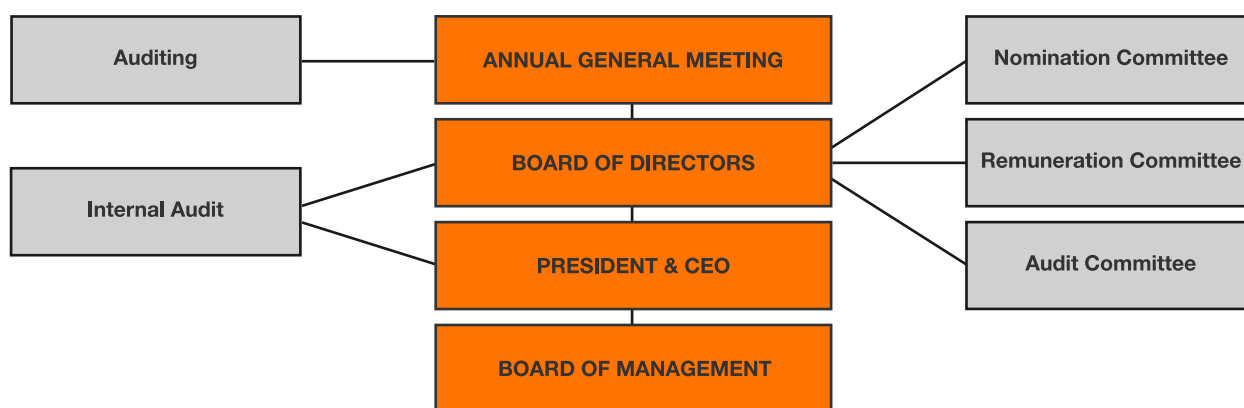 Auditing
ANNUAL GENERAL MEETING
Nomination Committee
BOARD OF DIRECTORS
Remuneration Committee
Internal Audit
PRESIDENT & CEO
Audit Committee
BOARD OF MANAGEMENT